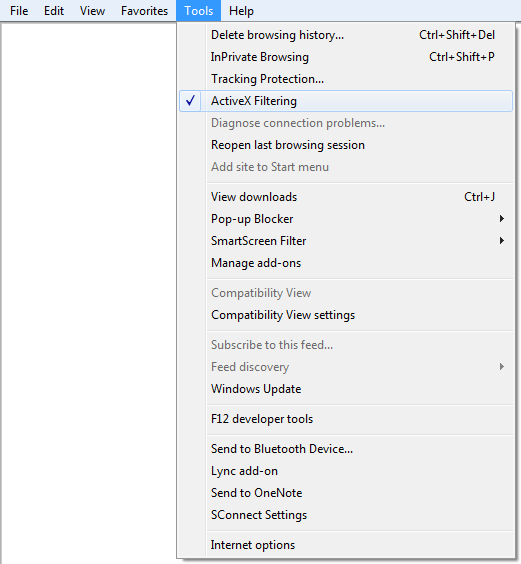 File Edit View Favorites Tools Help
Delete browsing history... Ctrl+Shift+Del
InPrivate Browsing Ctrl+Shift+P
Tracking Protection...
ActiveX Filtering
Diagnose connection problems...
Reopen last browsing session
Add site to Start menu
View downloads Ctrl+J
Pop-up Blocker
SmartScreen Filter
Manage add-ons
Compatibility View
Compatibility View settings
Subscribe to this feed...
Feed discovery
Windows Update
F12 developer tools
Send to Bluetooth Device...
Lync add-on
Send to OneNote
SConnect Settings
Internet options